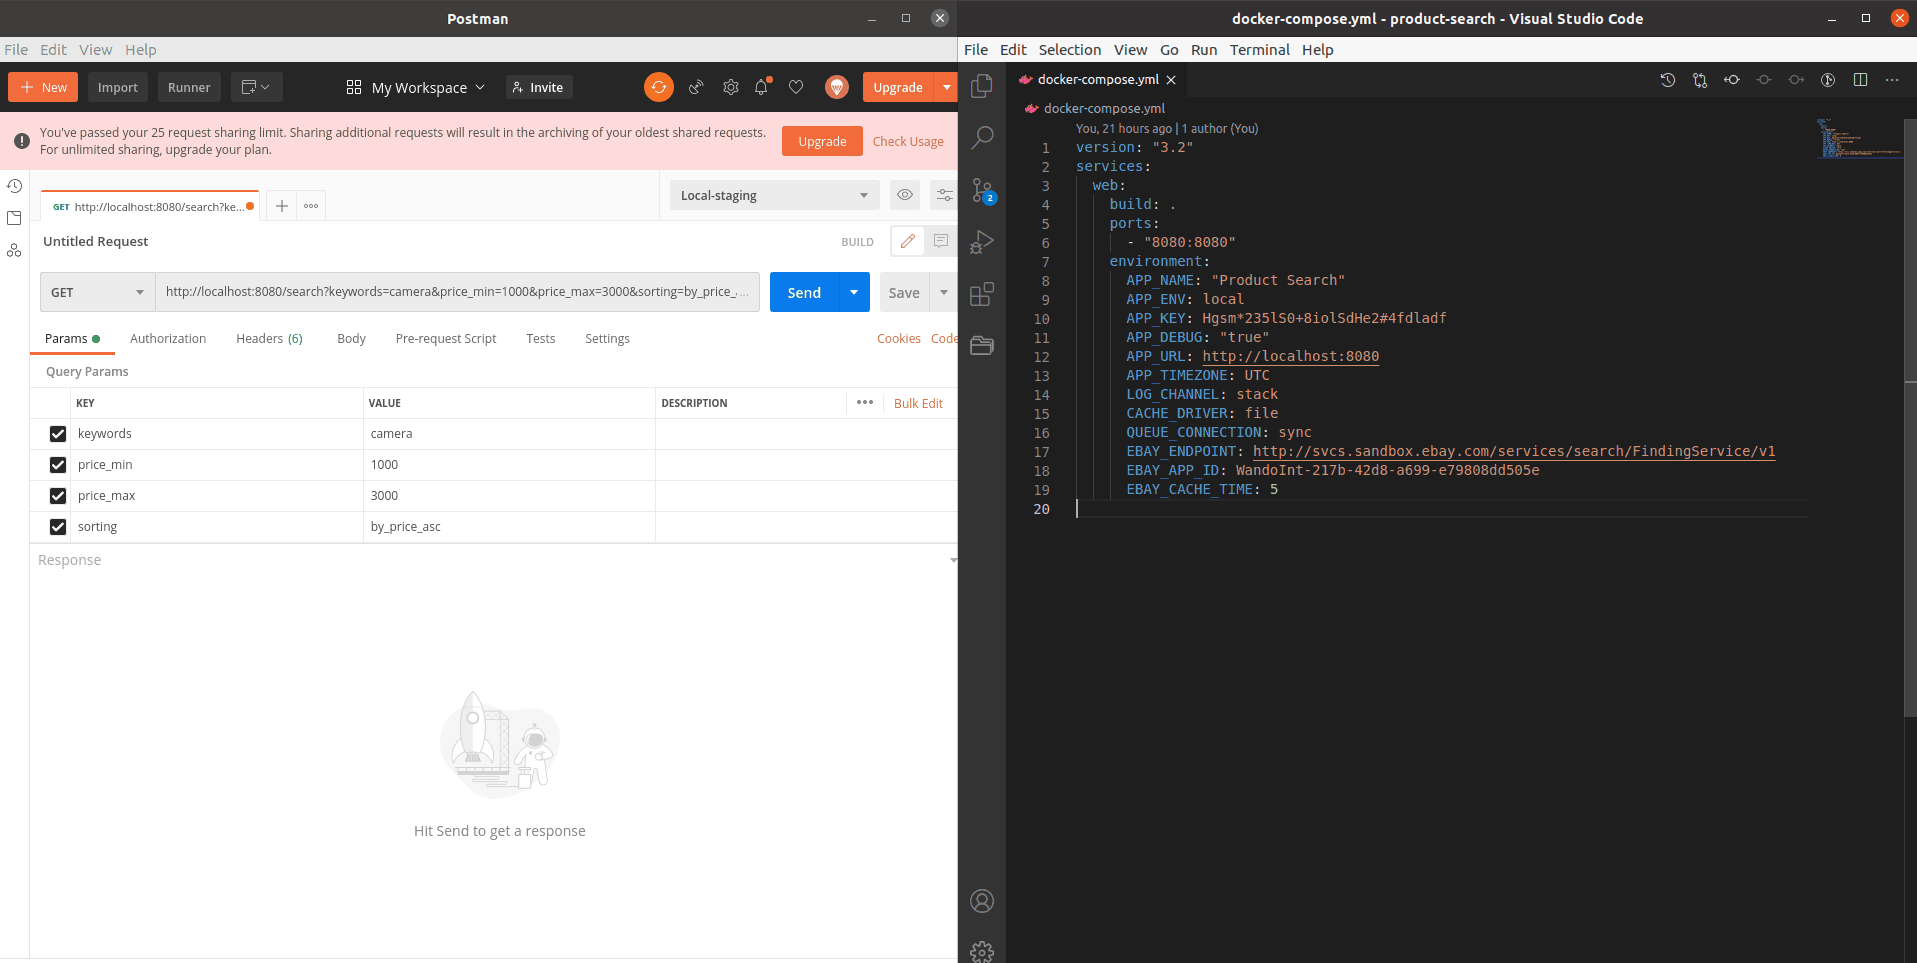 Postman
File Edit View Help
New Import Runner My Workspace Invite Upgrade
You've passed your 25 request sharing limit. Sharing additional requests will result in the archiving of your oldest shared requests.
For unlimited sharing, upgrade your plan.
Upgrade Check Usage
GET http://localhost:8080/search?ke...
Local-staging
Untitled Request BUILD
GET http://localhost:8080/search?keywords=camera&price_min=1000&price_max=3000&sorting=by_price_... Send Save
Params Authorization Headers (6) Body Pre-request Script Tests Settings Cookies Code
Query Params
KEY VALUE DESCRIPTION Bulk Edit
keywords camera
price_min 1000
price_max 3000
sorting by_price_asc
Response
Hit Send to get a response
docker-compose.yml - product-search - Visual Studio Code
File Edit Selection View Go Run Terminal Help
docker-compose.yml
docker-compose.yml
2
You, 21 hours ago | 1 author (You)
1 version: "3.2"
2 services:
3 web:
4 build: .
5 ports:
6 - "8080:8080"
7 environment:
8 APP_NAME: "Product Search"
9 APP_ENV: local
10 APP_KEY: Hgsm*235lS0+8iolSdHe2#4fdladf
11 APP_DEBUG: "true"
12 APP_URL: http://localhost:8080
13 APP_TIMEZONE: UTC
14 LOG_CHANNEL: stack
15 CACHE_DRIVER: file
16 QUEUE_CONNECTION: sync
17 EBAY_ENDPOINT: http://svcs.sandbox.ebay.com/services/search/FindingService/v1
18 EBAY_APP_ID: WandoInt-217b-42d8-a699-e79808dd505e
19 EBAY_CACHE_TIME: 5
20